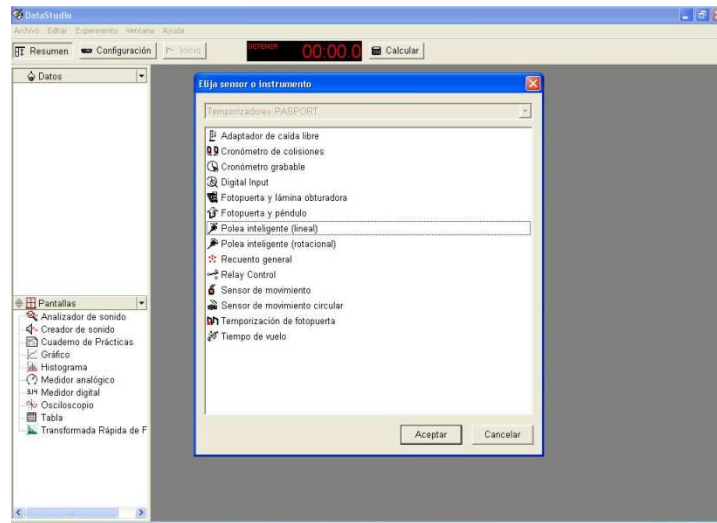 DataStudio
Archivo Editar Experimento Ventana Ayuda
Resumen Configuración Inicio DETENER 00:00.0 Calcular
Datos
Elija sensor o instrumento
Temporizadores PASPORT
Adaptador de caída libre
Cronómetro de colisiones
Cronómetro grabable
Digital Input
Fotopuerta y lámina obturadora
Fotopuerta y péndulo
Polea inteligente (lineal)
Polea inteligente (rotacional)
Recuento general
Relay Control
Sensor de movimiento
Sensor de movimiento circular
Temporización de fotopuerta
Tiempo de vuelo
Aceptar Cancelar
Pantallas
Analizador de sonido
Creador de sonido
Cuaderno de Prácticas
Gráfico
Histograma
Medidor analógico
3.14 Medidor digital
Osciloscopio
Tabla
Transformada Rápida de F